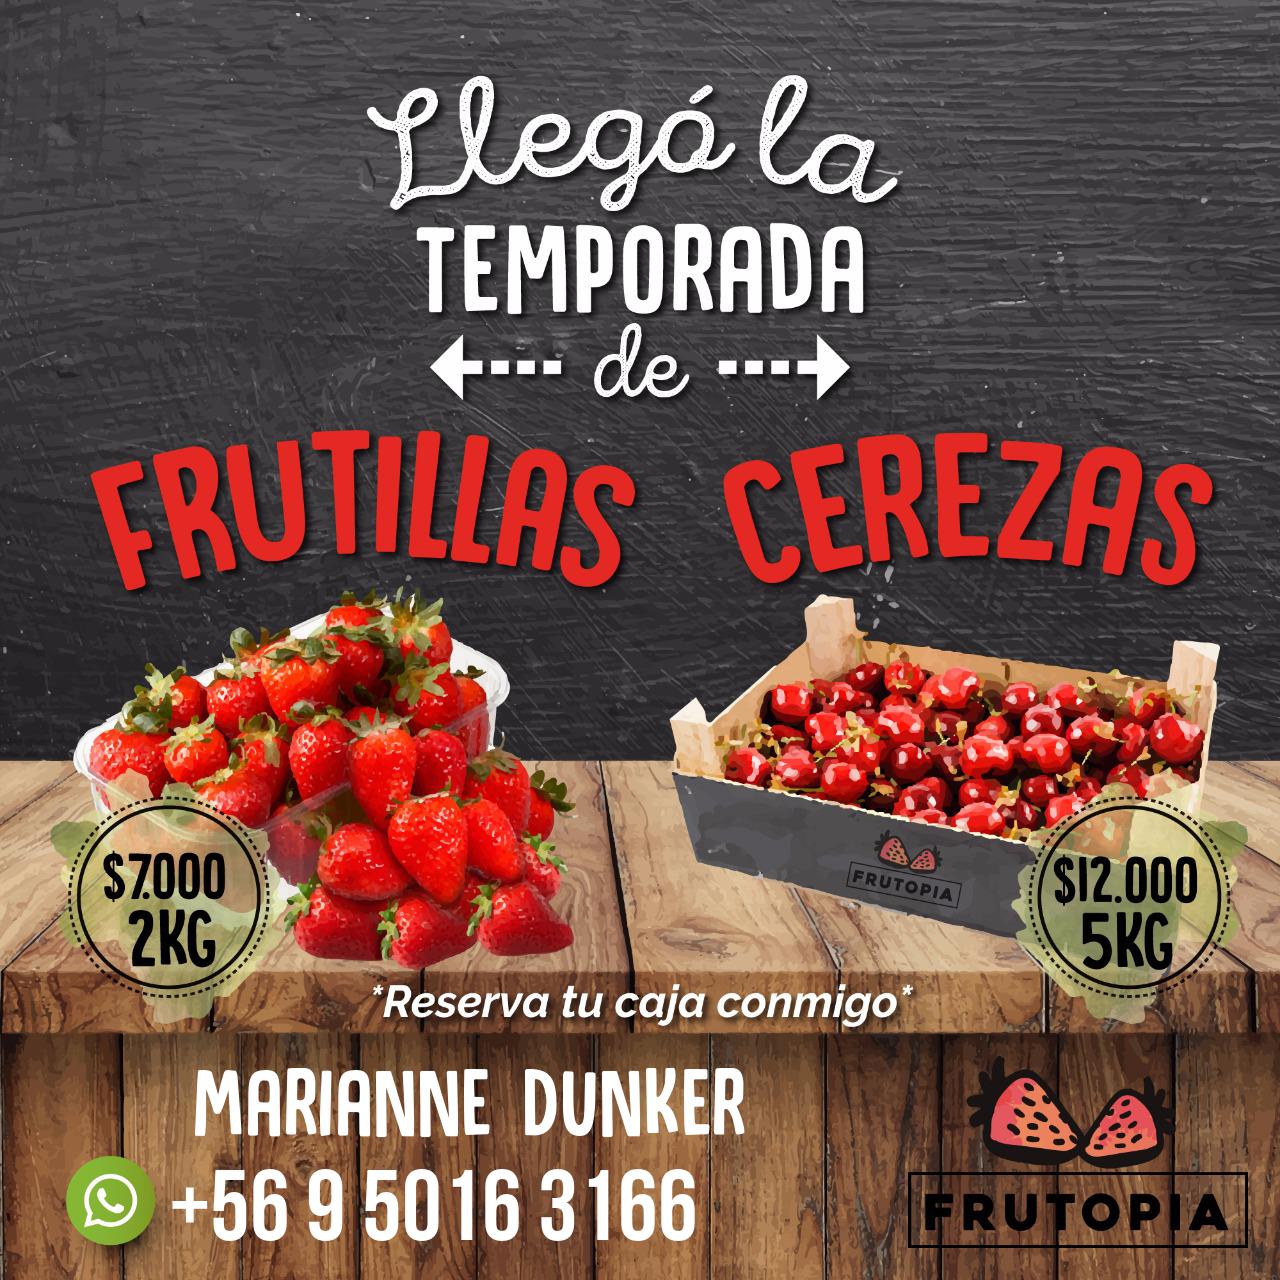 Llegó la
TEMPORADA
de
FRUTILLAS CEREZAS
FRUTOPIA
$7.000
2KG
$12.000
5KG
*Reserva tu caja conmigo*
MARIANNE DUNKER
+56 9 5016 3166
FRUTOPIA